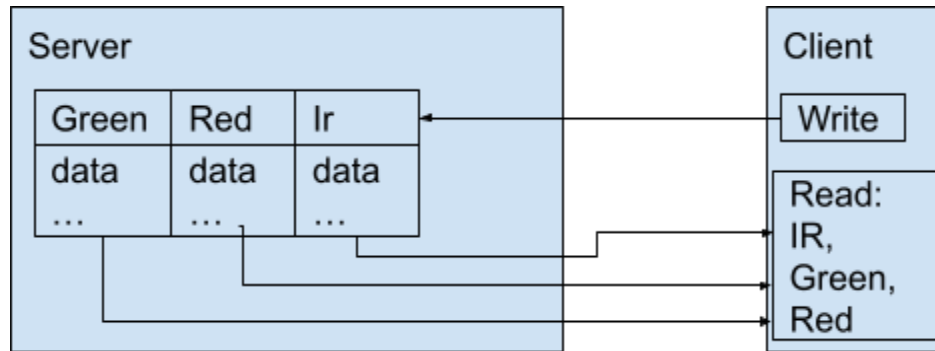 Server
Client
Green Red Ir
Write
data data data
… … …
Read:
IR,
Green,
Red